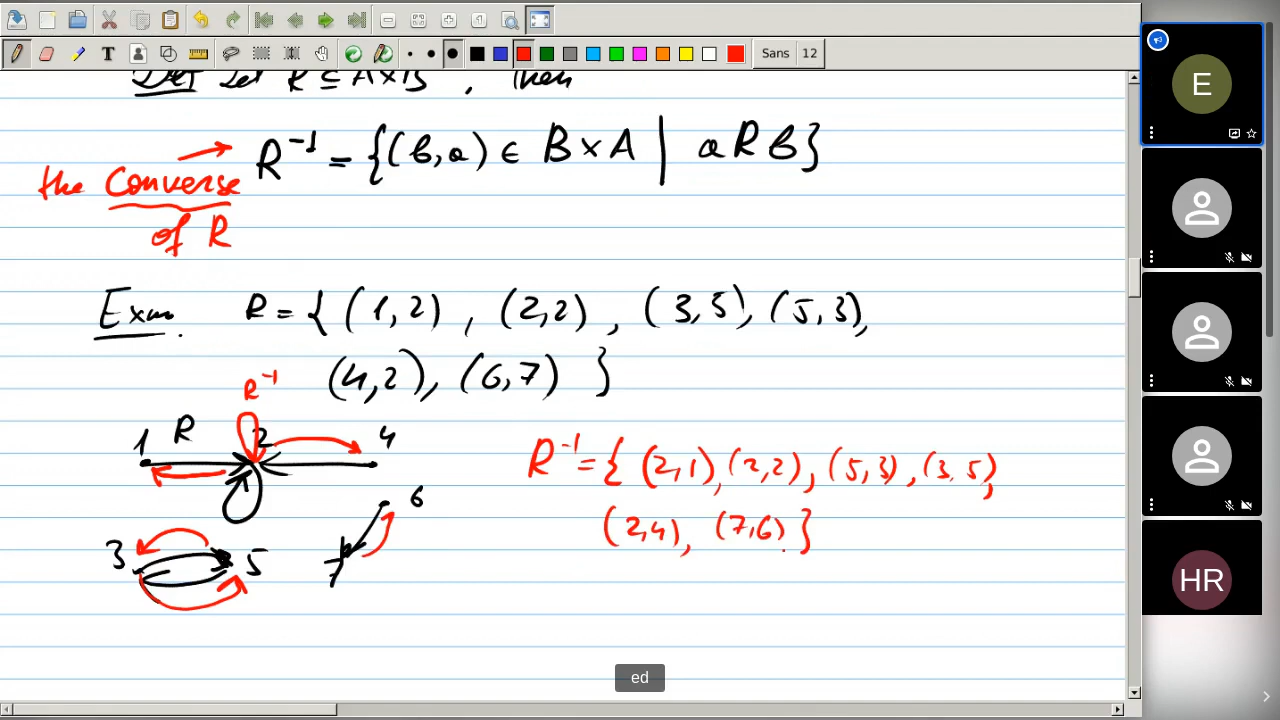 Sans 12
Def Let R ⊆ A×B , Then
R⁻¹ = {(b,a) ∈ B×A | aRb}
the Converse
of R
Exm. R = { (1,2) , (2,2) , (3,5), (5,3),
(4,2), (6,7) }
R⁻¹
1 R 2 4
R⁻¹ = { (2,1), (2,2), (5,3), (3,5),
(2,4), (7,6) }
6
3 5 7
ed
E
HR